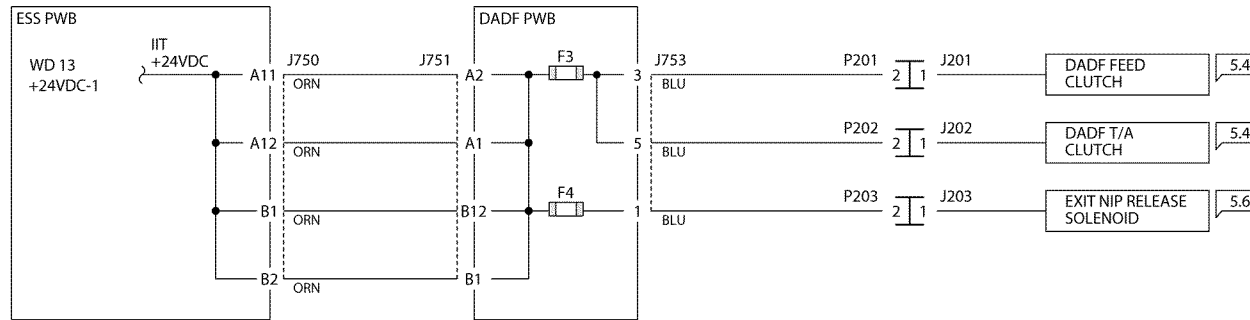 ESS PWB
DADF PWB
WD 13
+24VDC-1
IIT
+24VDC
J750
J751
F3
J753
P201
J201
A11
ORN
A2
3
BLU
2
1
DADF FEED
CLUTCH
5.4
A12
ORN
A1
5
BLU
P202
J202
2
1
DADF T/A
CLUTCH
5.4
B1
ORN
B12
F4
1
BLU
P203
J203
2
1
EXIT NIP RELEASE
SOLENOID
5.6
B2
ORN
B1